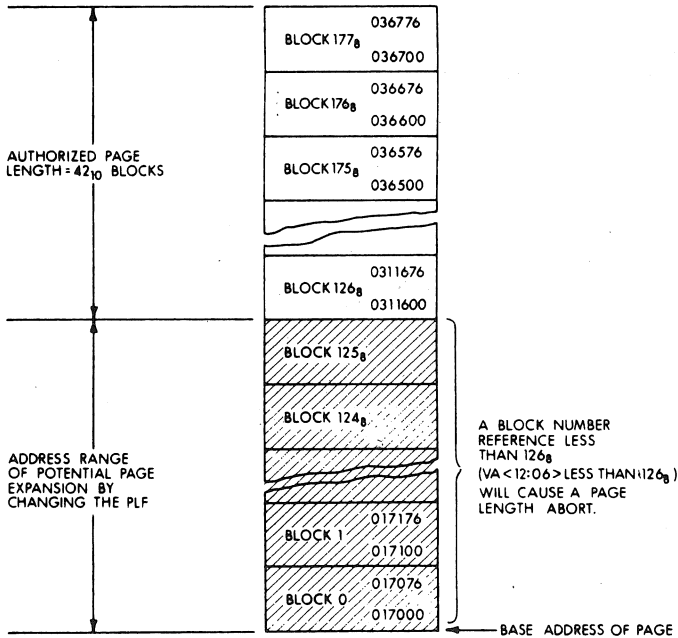 BLOCK 177₈
036776
036700
BLOCK 176₈
036676
036600
AUTHORIZED PAGE
LENGTH = 42₁₀ BLOCKS
BLOCK 175₈
036576
036500
BLOCK 126₈
0311676
0311600
BLOCK 125₈
BLOCK 124₈
ADDRESS RANGE
OF POTENTIAL PAGE
EXPANSION BY
CHANGING THE PLF
A BLOCK NUMBER
REFERENCE LESS
THAN 126₈
(VA<12:06> LESS THAN 126₈)
WILL CAUSE A PAGE
LENGTH ABORT.
BLOCK 1
017176
017100
BLOCK 0
017076
017000
BASE ADDRESS OF PAGE